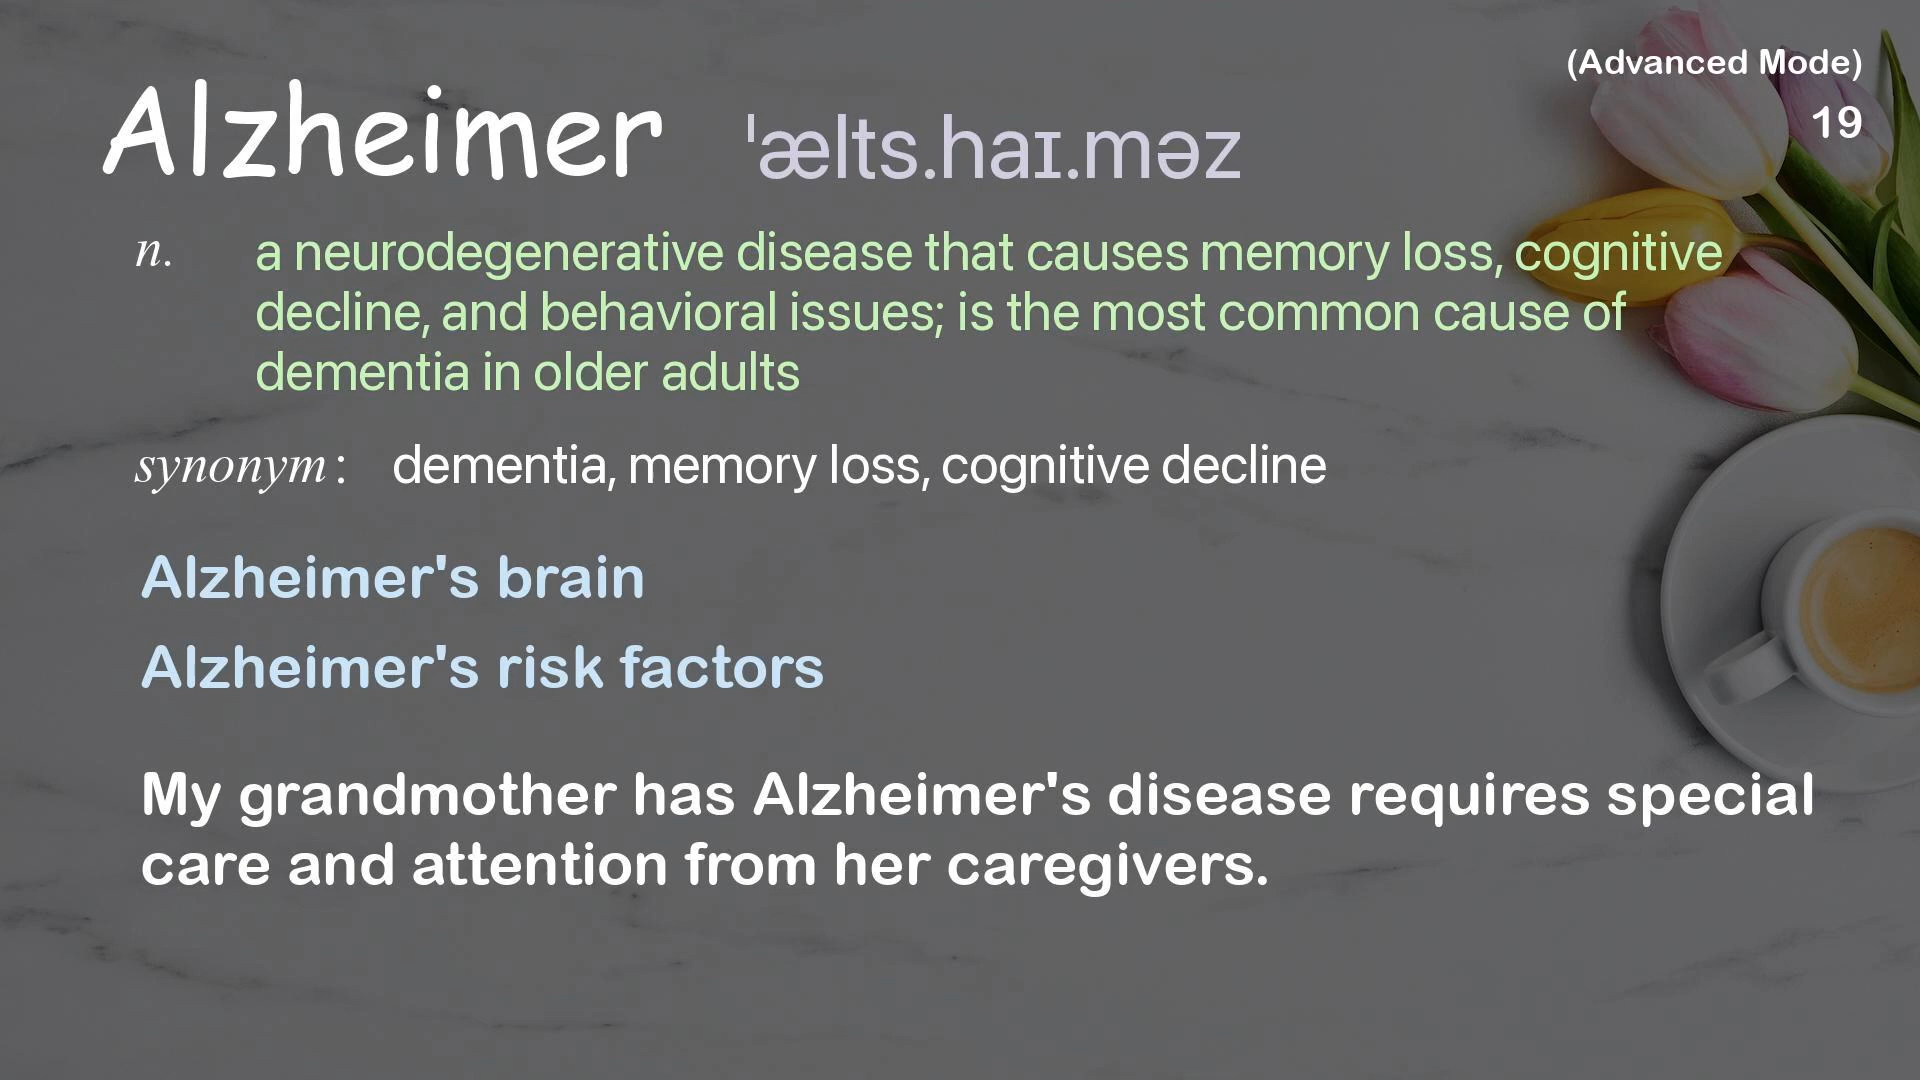 (Advanced Mode)
Alzheimer ˈælts.haɪ.məz
19
n. a neurodegenerative disease that causes memory loss, cognitive
decline, and behavioral issues; is the most common cause of
dementia in older adults
synonym : dementia, memory loss, cognitive decline
Alzheimer's brain
Alzheimer's risk factors
My grandmother has Alzheimer's disease requires special
care and attention from her caregivers.